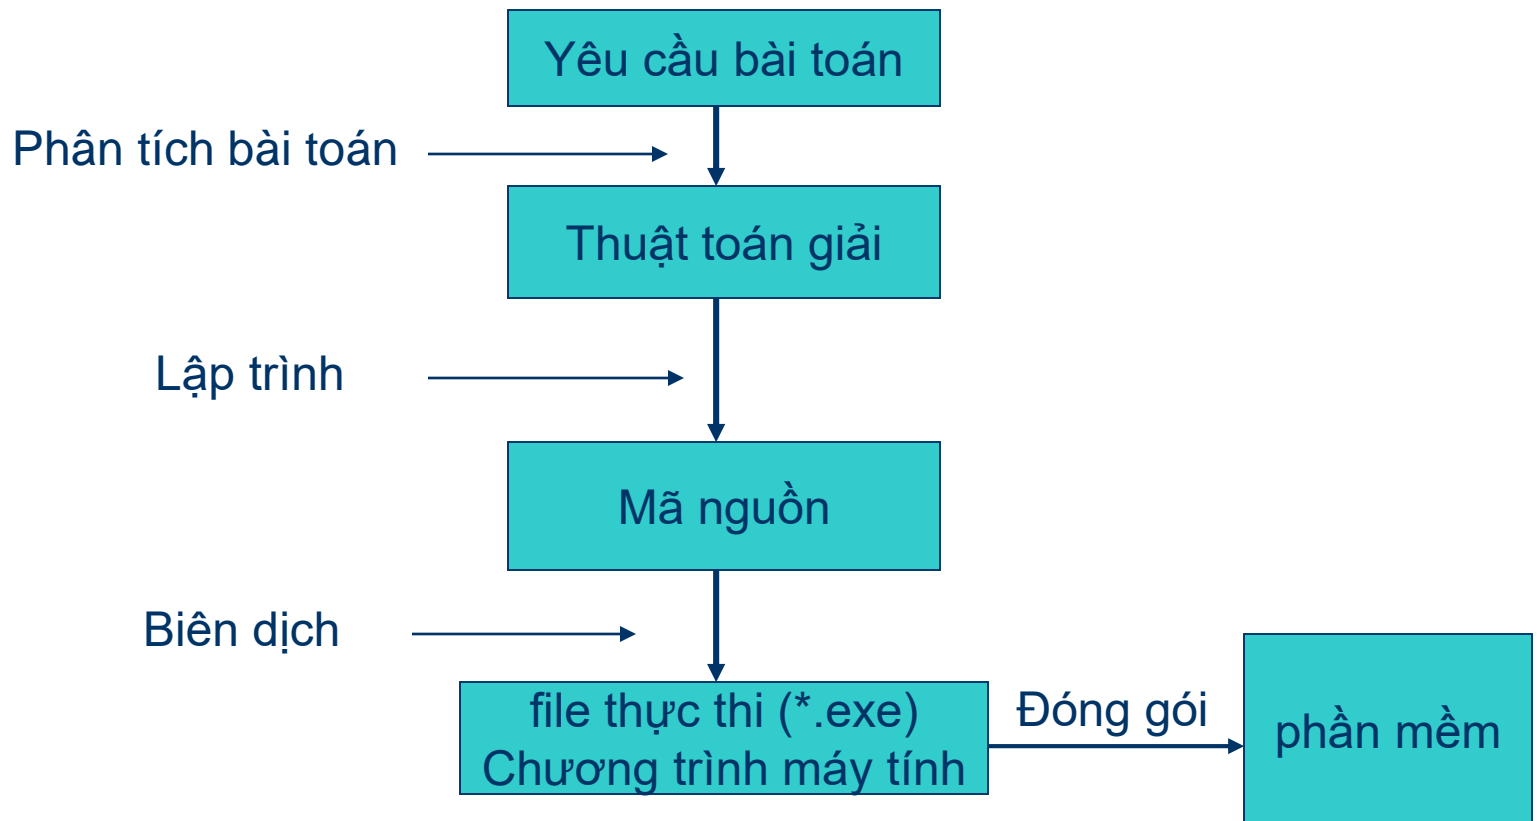 Yêu cầu bài toán
Phân tích bài toán
Thuật toán giải
Lập trình
Mã nguồn
Biên dịch
file thực thi (*.exe)
Chương trình máy tính
Đóng gói
phần mềm